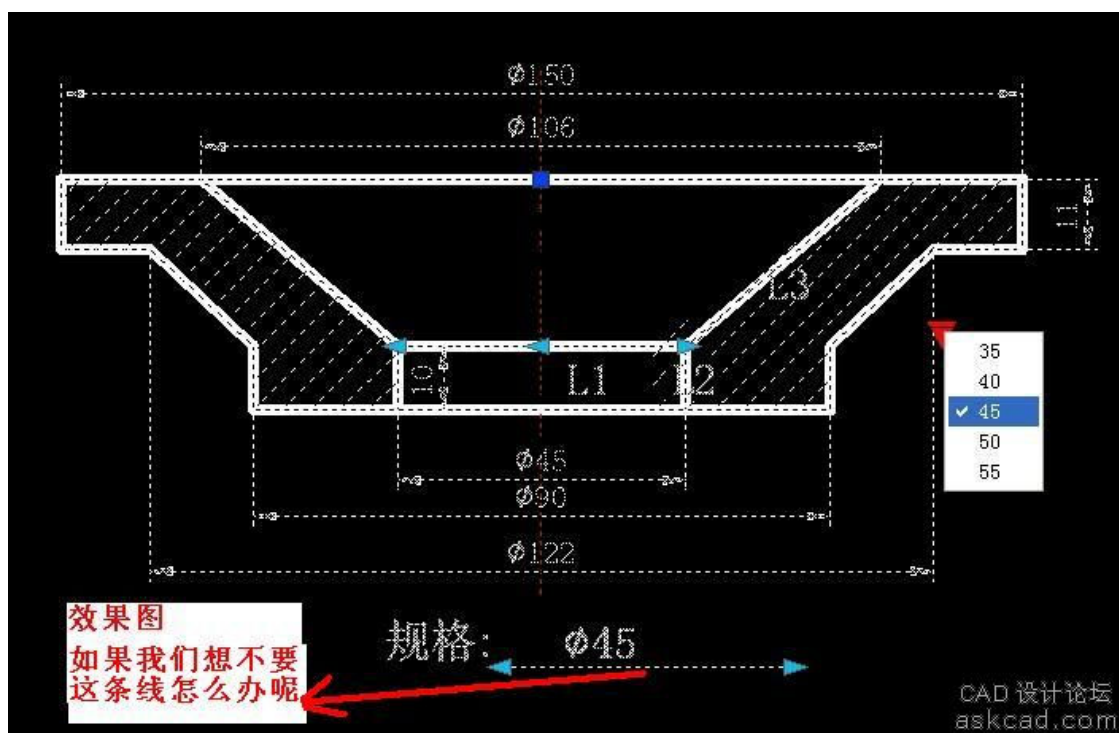 ϕ150
ϕ106
11
L3
35
40
✓ 45
50
55
10
L1
L2
ϕ45
ϕ90
ϕ122
效果图
如果我们想不要
这条线怎么办呢
规格: ϕ45
CAD 设计论坛
askcad.com